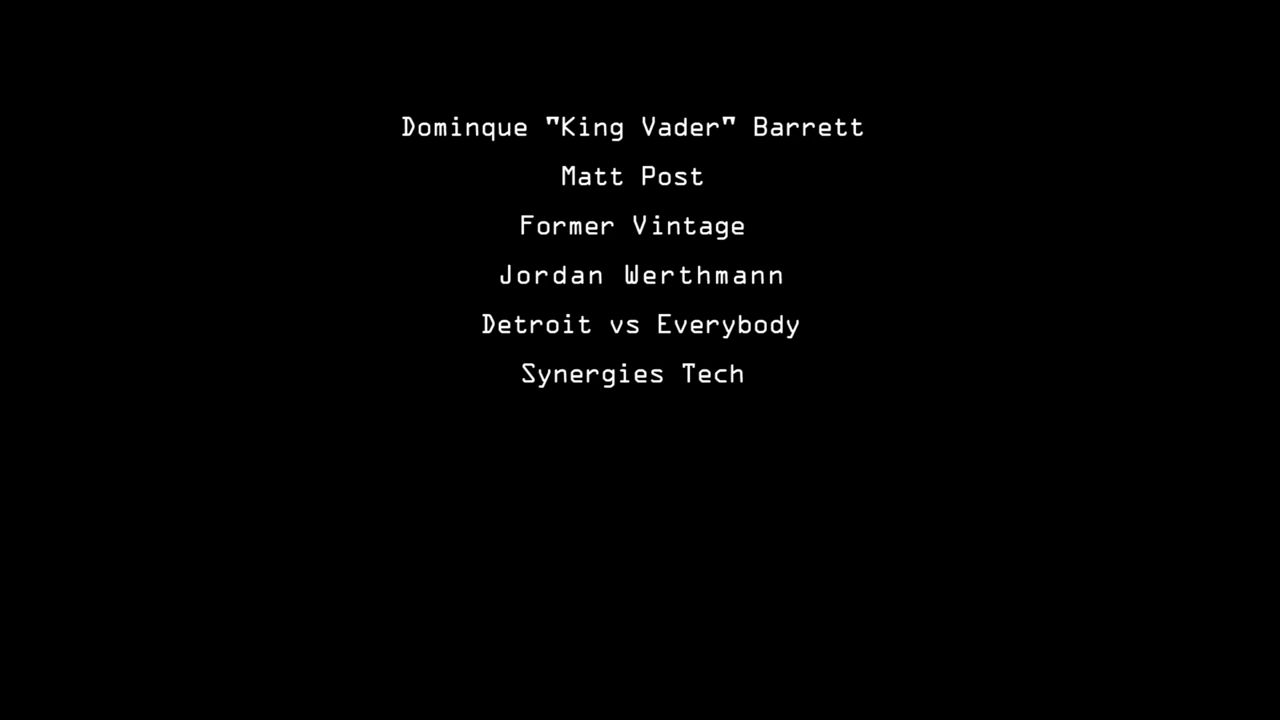 Dominque "King Vader" Barrett
Matt Post
Former Vintage
Jordan Werthmann
Detroit vs Everybody
Synergies Tech